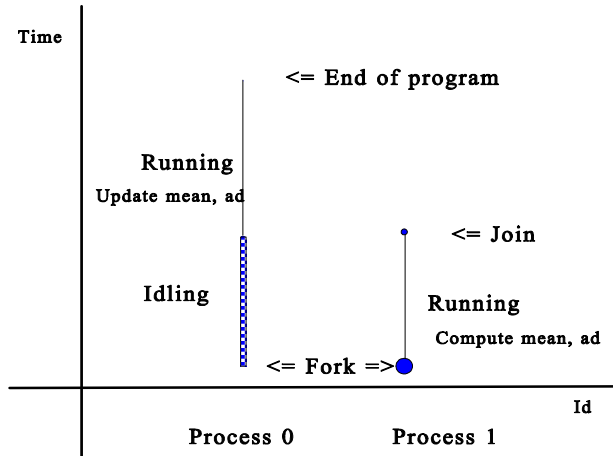 Time
<= End of program
Running
Update mean, ad
<= Join
Idling
Running
Compute mean, ad
<= Fork =>
Id
Process 0
Process 1